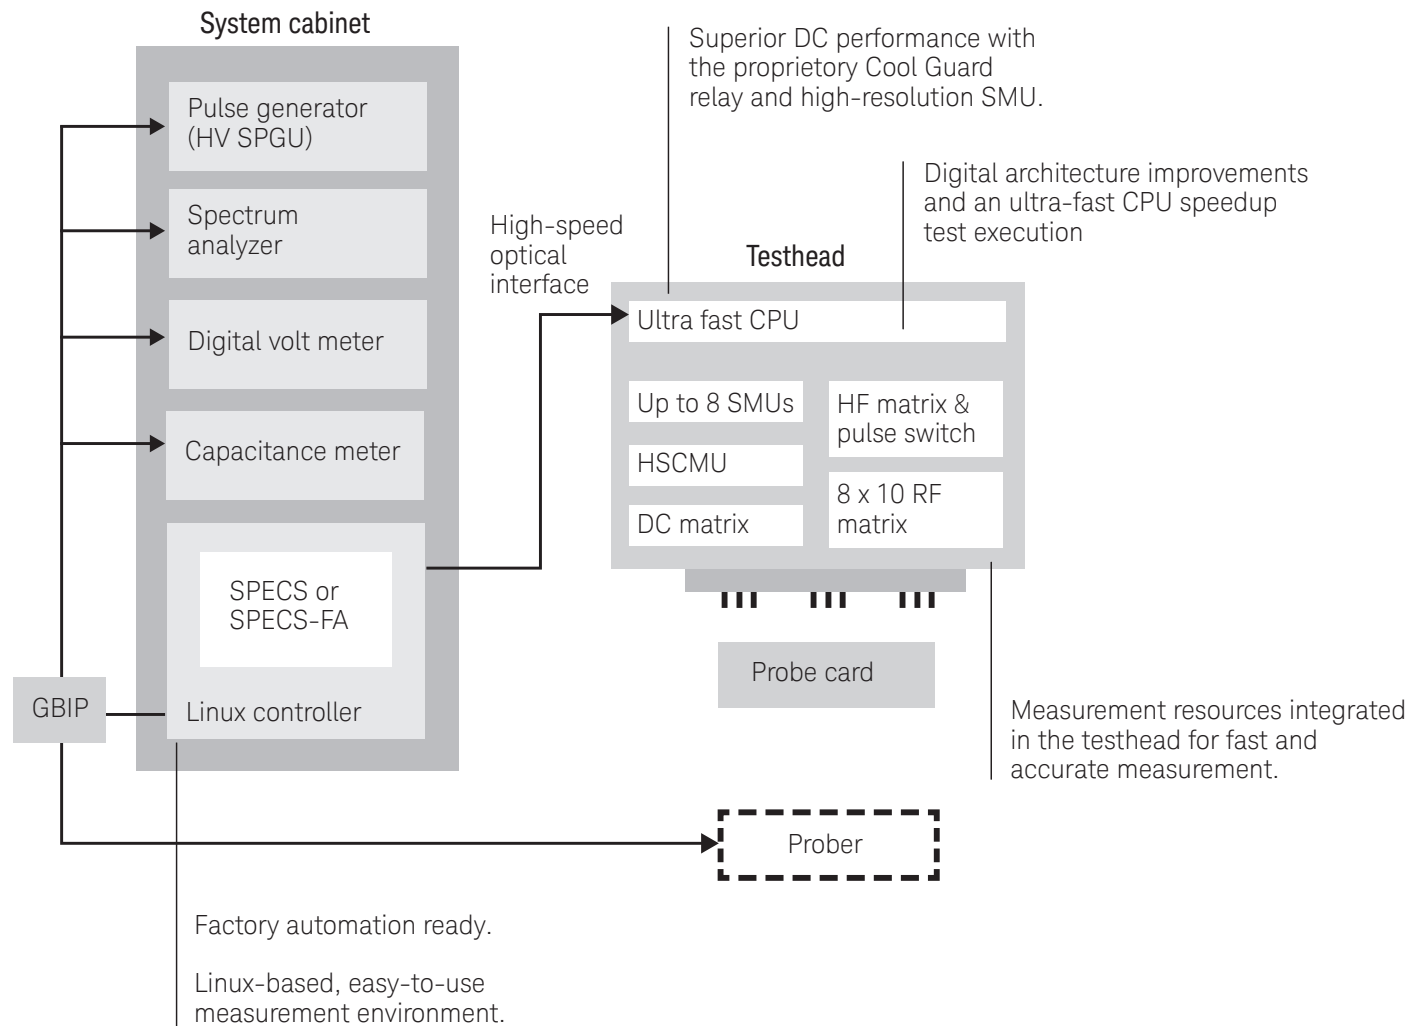 System cabinet
Pulse generator
(HV SPGU)
Spectrum
analyzer
Digital volt meter
Capacitance meter
SPECS or
SPECS-FA
Linux controller
GBIP
High-speed
optical
interface
Superior DC performance with
the proprietory Cool Guard
relay and high-resolution SMU.
Digital architecture improvements
and an ultra-fast CPU speedup
test execution
Testhead
Ultra fast CPU
Up to 8 SMUs
HSCMU
DC matrix
HF matrix &
pulse switch
8 x 10 RF
matrix
Probe card
Measurement resources integrated
in the testhead for fast and
accurate measurement.
Prober
Factory automation ready.
Linux-based, easy-to-use
measurement environment.